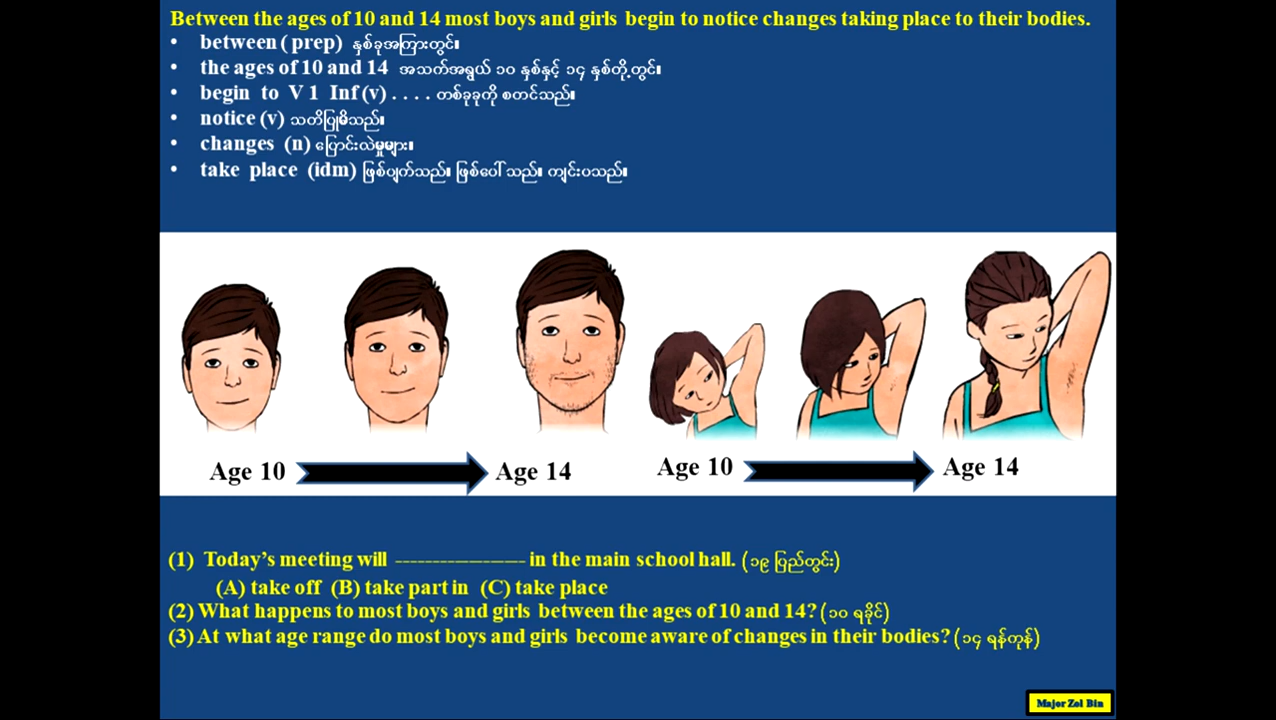 Between the ages of 10 and 14 most boys and girls begin to notice changes taking place to their bodies.
• between ( prep) နှစ်ခုအကြားတွင်။
• the ages of 10 and 14 အသက်အရွယ် ၁၀ နှစ်နှင့် ၁၄ နှစ်တို့တွင်။
• begin to V 1 Inf (v) . . . . တစ်ခုခုကို စတင်သည်။
• notice (v) သတိပြုမိသည်။
• changes (n) ပြောင်းလဲမှုများ။
• take place (idm) ဖြစ်ပျက်သည်။ ဖြစ်ပေါ်သည်။ ကျင်းပသည်။
Age 10 Age 14 Age 10 Age 14
(1) Today's meeting will -------------------- in the main school hall. (၁၉ ပြည်တွင်း)
(A) take off (B) take part in (C) take place
(2) What happens to most boys and girls between the ages of 10 and 14? (၁၀ ရခိုင်)
(3) At what age range do most boys and girls become aware of changes in their bodies? (၁၄ ရန်ကုန်)
Major Zol Bin